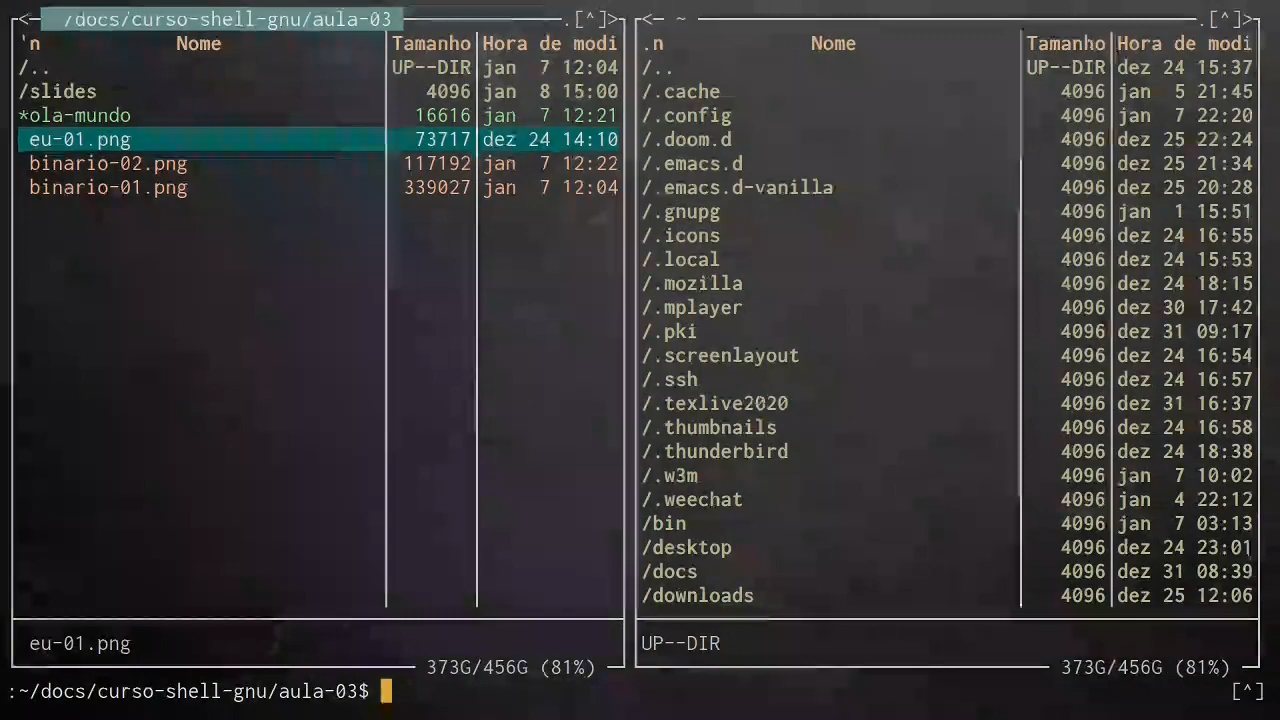 <─ /docs/curso-shell-gnu/aula-03 ─.[^]>
'n Nome Tamanho Hora de modi
/.. UP--DIR jan 7 12:04
/slides 4096 jan 8 15:00
*ola-mundo 16616 jan 7 12:21
eu-01.png 73717 dez 24 14:10
binario-02.png 117192 jan 7 12:22
binario-01.png 339027 jan 7 12:04
eu-01.png
373G/456G (81%)
<─ ~ ─.[^]>
.n Nome Tamanho Hora de modi
/.. UP--DIR dez 24 15:37
/.cache 4096 jan 5 21:45
/.config 4096 jan 7 22:20
/.doom.d 4096 dez 25 22:24
/.emacs.d 4096 dez 25 21:34
/.emacs.d-vanilla 4096 dez 25 20:28
/.gnupg 4096 jan 1 15:51
/.icons 4096 dez 24 16:55
/.local 4096 dez 24 15:53
/.mozilla 4096 dez 24 18:15
/.mplayer 4096 dez 30 17:42
/.pki 4096 dez 31 09:17
/.screenlayout 4096 dez 24 16:54
/.ssh 4096 dez 24 16:57
/.texlive2020 4096 dez 31 16:37
/.thumbnails 4096 dez 24 16:58
/.thunderbird 4096 dez 24 18:38
/.w3m 4096 jan 7 10:02
/.weechat 4096 jan 4 22:12
/bin 4096 jan 7 03:13
/desktop 4096 dez 24 23:01
/docs 4096 dez 31 08:39
/downloads 4096 dez 25 12:06
UP--DIR
373G/456G (81%)
:~/docs/curso-shell-gnu/aula-03$ [^]